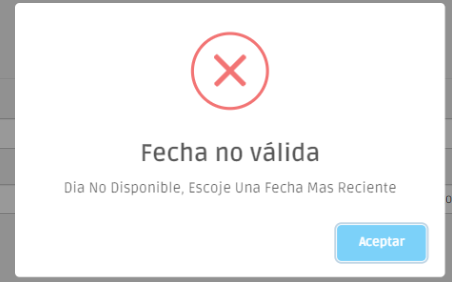 Fecha no válida
Dia No Disponible, Escoje Una Fecha Mas Reciente
Aceptar